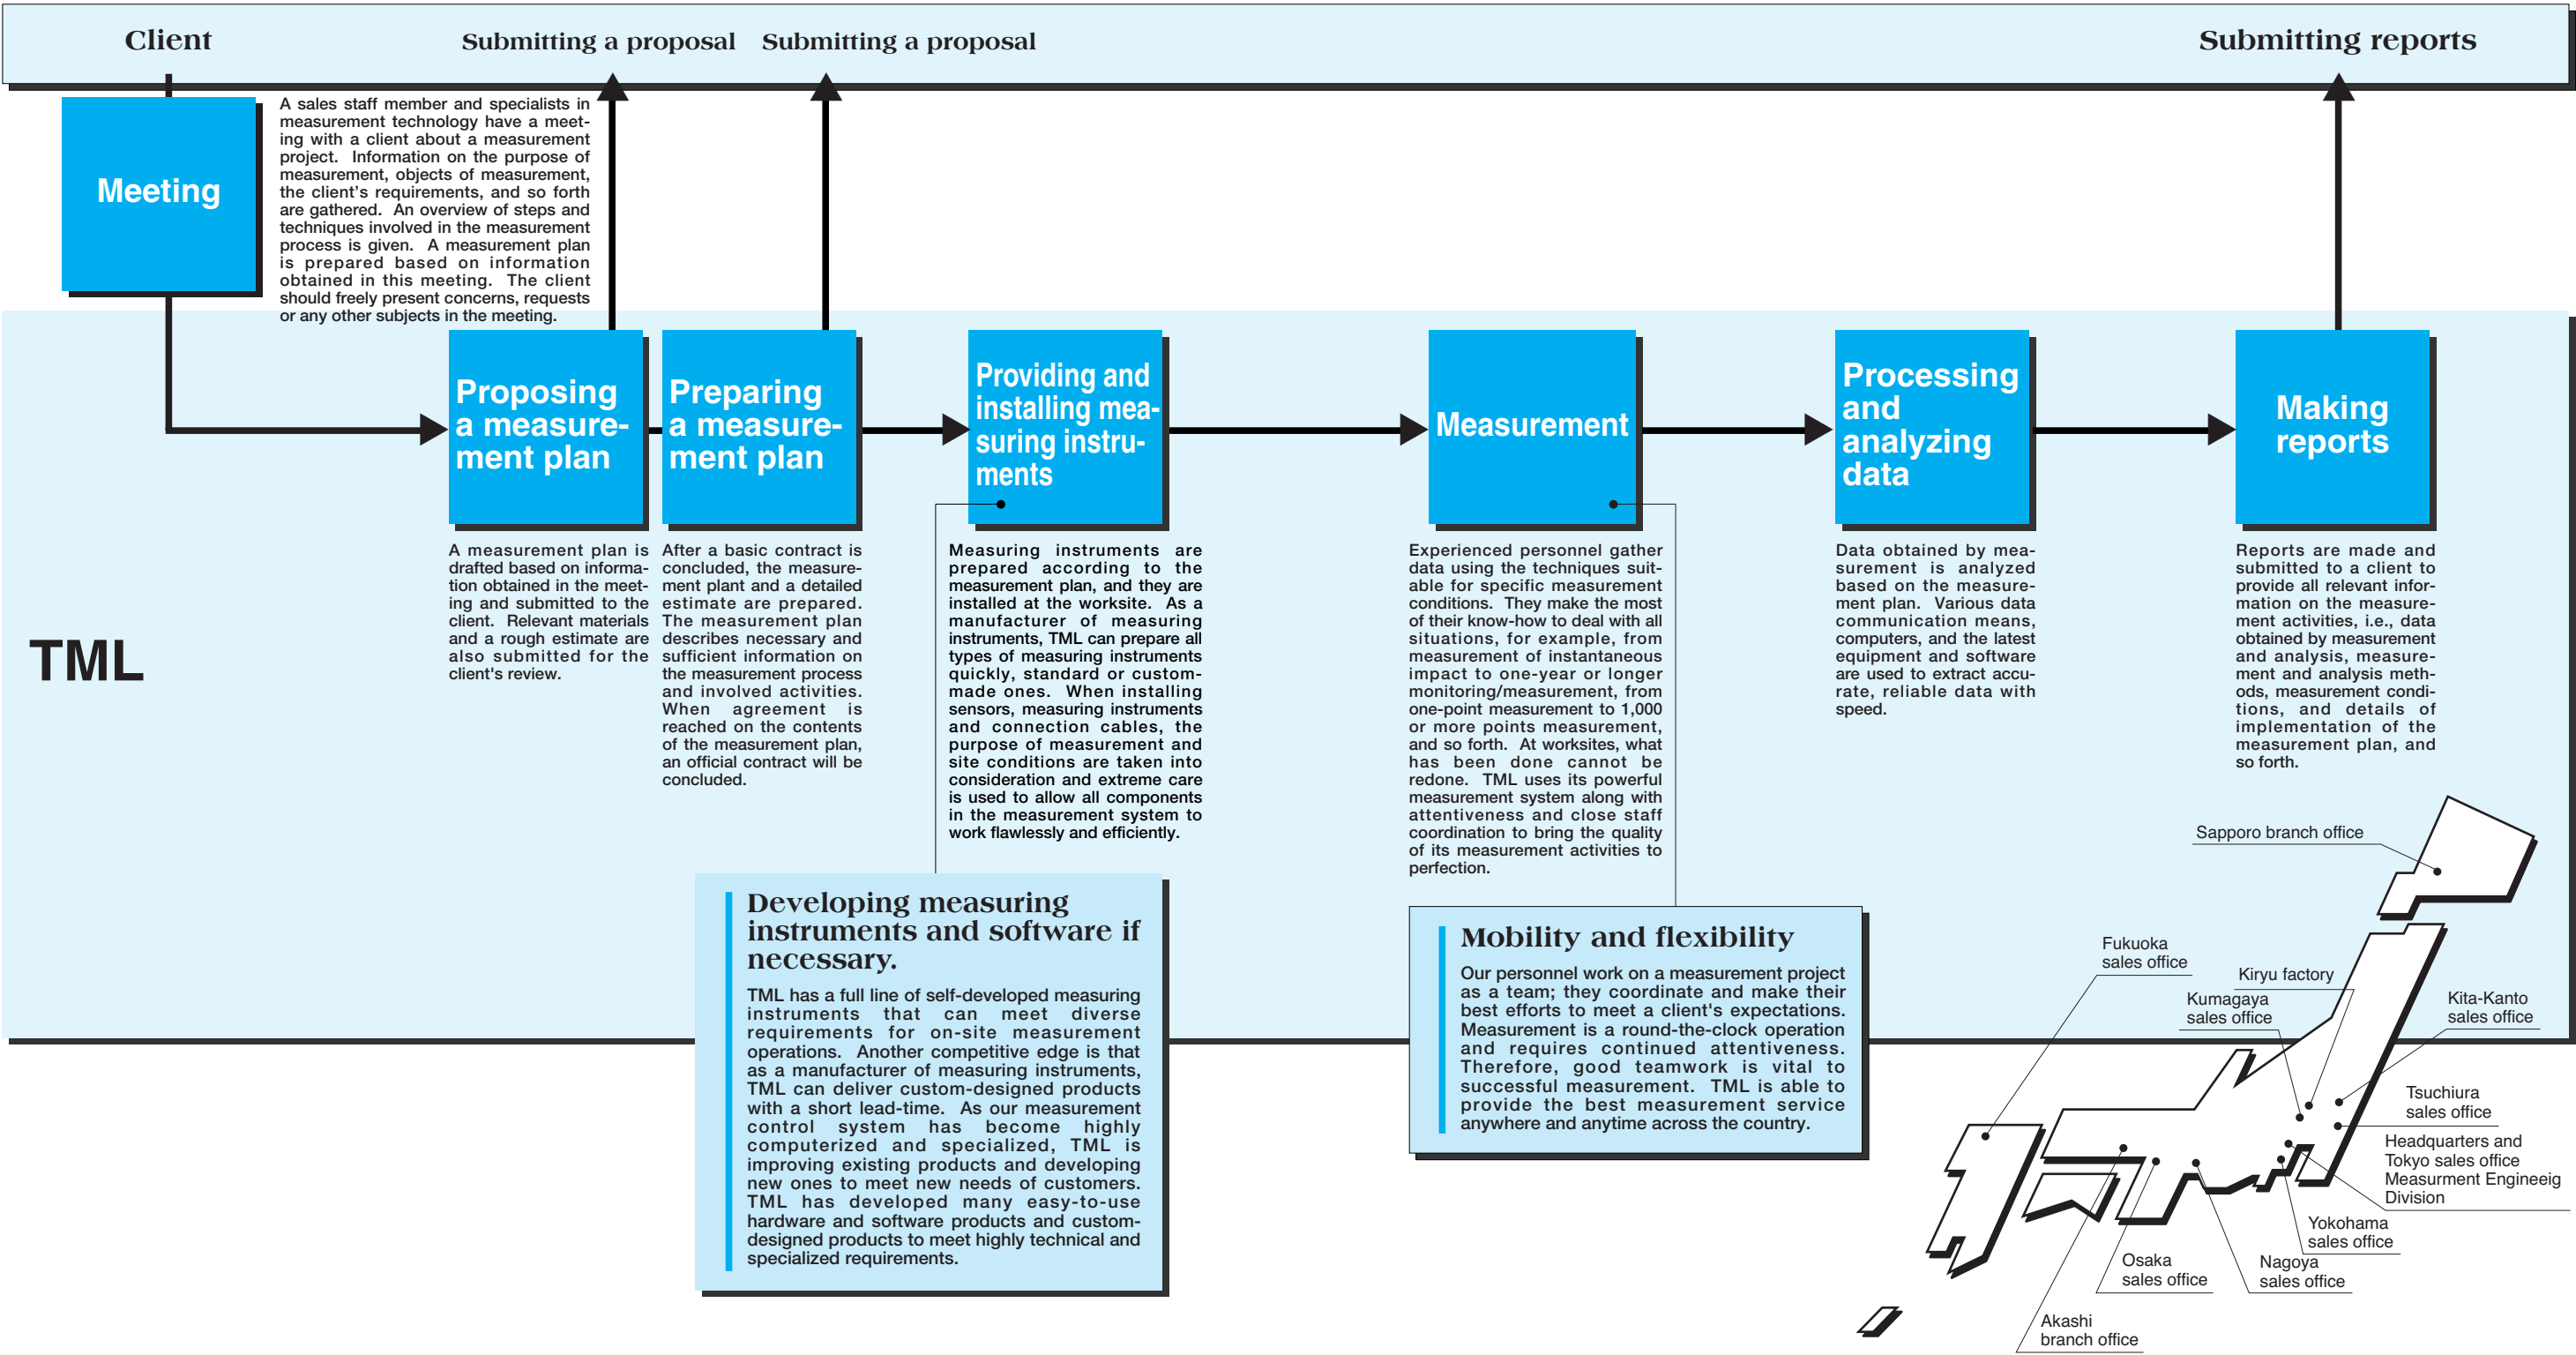 Client
Submitting a proposal
Submitting a proposal
Submitting reports
Meeting
A sales staff member and specialists in
measurement technology have a meet-
ing with a client about a measurement
project. Information on the purpose of
measurement, objects of measurement,
the client's requirements, and so forth
are gathered. An overview of steps and
techniques involved in the measurement
process is given. A measurement plan
is prepared based on information
obtained in this meeting. The client
should freely present concerns, requests
or any other subjects in the meeting.
TML
Proposing
a measure-
ment plan
A measurement plan is
drafted based on informa-
tion obtained in the meet-
ing and submitted to the
client. Relevant materials
and a rough estimate are
also submitted for the
client's review.
Preparing
a measure-
ment plan
After a basic contract is
concluded, the measure-
ment plant and a detailed
estimate are prepared.
The measurement plan
describes necessary and
sufficient information on
the measurement process
and involved activities.
When agreement is
reached on the contents
of the measurement plan,
an official contract will be
concluded.
Providing and
installing mea-
suring instru-
ments
Measuring instruments are
prepared according to the
measurement plan, and they are
installed at the worksite. As a
manufacturer of measuring
instruments, TML can prepare all
types of measuring instruments
quickly, standard or custom-
made ones. When installing
sensors, measuring instruments
and connection cables, the
purpose of measurement and
site conditions are taken into
consideration and extreme care
is used to allow all components
in the measurement system to
work flawlessly and efficiently.
Measurement
Experienced personnel gather
data using the techniques suit-
able for specific measurement
conditions. They make the most
of their know-how to deal with all
situations, for example, from
measurement of instantaneous
impact to one-year or longer
monitoring/measurement, from
one-point measurement to 1,000
or more points measurement,
and so forth. At worksites, what
has been done cannot be
redone. TML uses its powerful
measurement system along with
attentiveness and close staff
coordination to bring the quality
of its measurement activities to
perfection.
Processing
and
analyzing
data
Data obtained by mea-
surement is analyzed
based on the measure-
ment plan. Various data
communication means,
computers, and the latest
equipment and software
are used to extract accu-
rate, reliable data with
speed.
Making
reports
Reports are made and
submitted to a client to
provide all relevant infor-
mation on the measure-
ment activities, i.e., data
obtained by measurement
and analysis, measure-
ment and analysis meth-
ods, measurement condi-
tions, and details of
implementation of the
measurement plan, and
so forth.
Developing measuring
instruments and software if
necessary.
TML has a full line of self-developed measuring
instruments that can meet diverse
requirements for on-site measurement
operations. Another competitive edge is that
as a manufacturer of measuring instruments,
TML can deliver custom-designed products
with a short lead-time. As our measurement
control system has become highly
computerized and specialized, TML is
improving existing products and developing
new ones to meet new needs of customers.
TML has developed many easy-to-use
hardware and software products and custom-
designed products to meet highly technical and
specialized requirements.
Mobility and flexibility
Our personnel work on a measurement project
as a team; they coordinate and make their
best efforts to meet a client's expectations.
Measurement is a round-the-clock operation
and requires continued attentiveness.
Therefore, good teamwork is vital to
successful measurement. TML is able to
provide the best measurement service
anywhere and anytime across the country.
Sapporo branch office
Fukuoka
sales office
Kiryu factory
Kumagaya
sales office
Kita-Kanto
sales office
Tsuchiura
sales office
Headquarters and
Tokyo sales office
Measurment Engineeig
Division
Yokohama
sales office
Nagoya
sales office
Osaka
sales office
Akashi
branch office